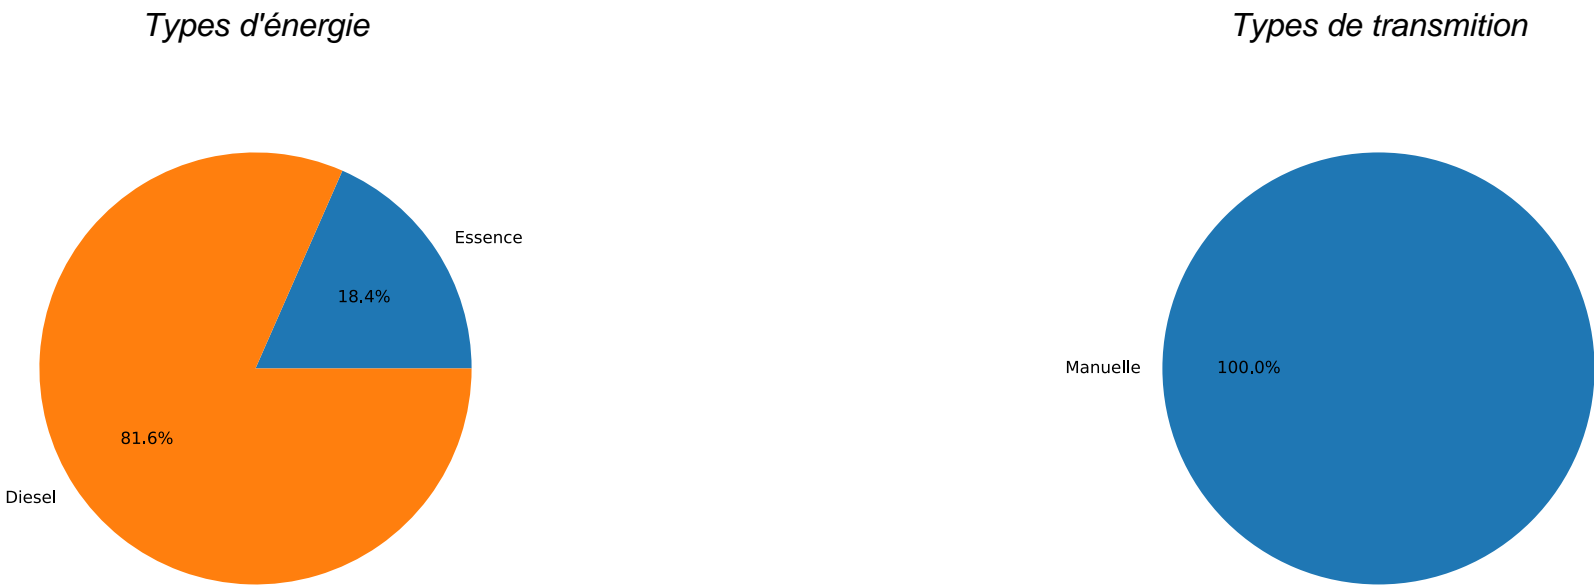 Types d'énergie
Types de transmition
Essence
18.4%
81.6%
Diesel
Manuelle
100.0%